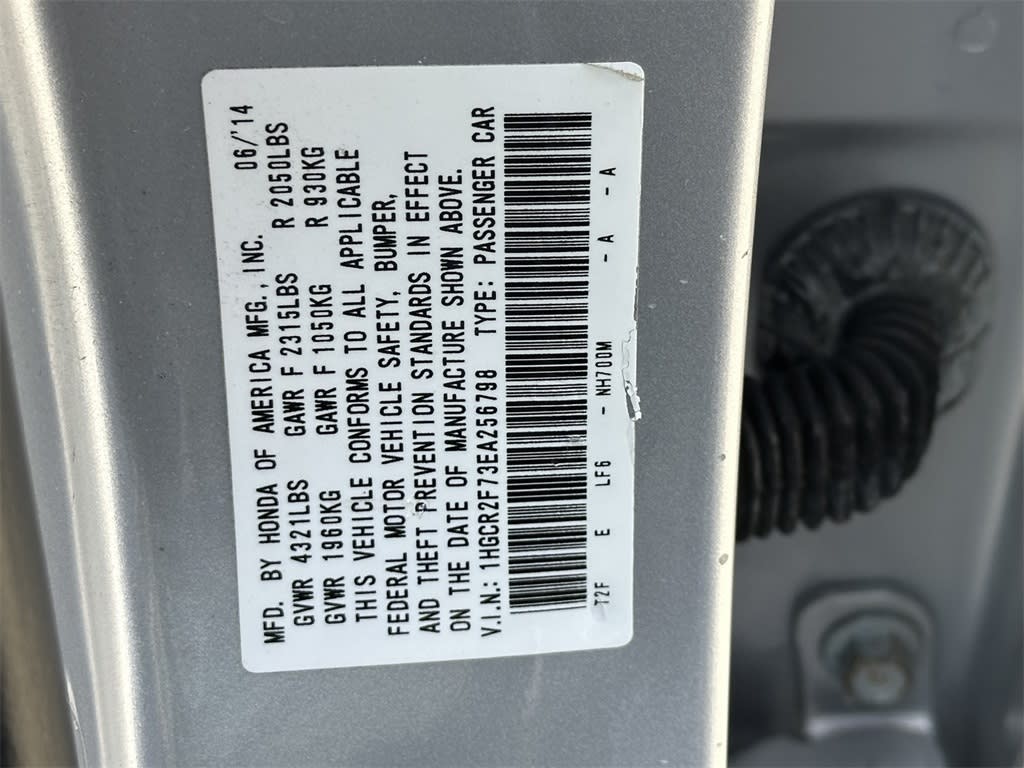 MFD. BY HONDA OF AMERICA MFG., INC. 06/'14
GVWR 4321LBS GAWR F 2315LBS R 2050LBS
GVWR 1960KG GAWR F 1050KG R 930KG
THIS VEHICLE CONFORMS TO ALL APPLICABLE
FEDERAL MOTOR VEHICLE SAFETY, BUMPER,
AND THEFT PREVENTION STANDARDS IN EFFECT
ON THE DATE OF MANUFACTURE SHOWN ABOVE.
V.I.N.: 1HGCR2F73EA256798 TYPE: PASSENGER CAR
T2F E LF6 - NH700M - A - A